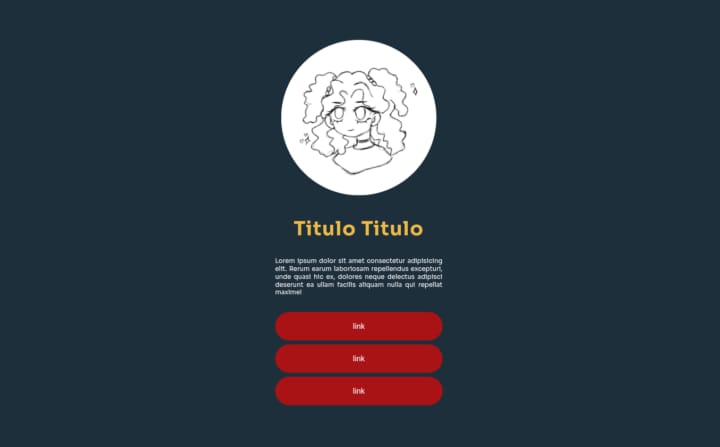 Titulo Titulo
Lorem ipsum dolor sit amet consectetur adipisicing
elit. Rerum earum laboriosam repellendus excepturi,
unde quasi hic ex, dolores neque delectus adipisci
deserunt ea ullam facilis aliquam nulla qui repellat
maxime!
link
link
link